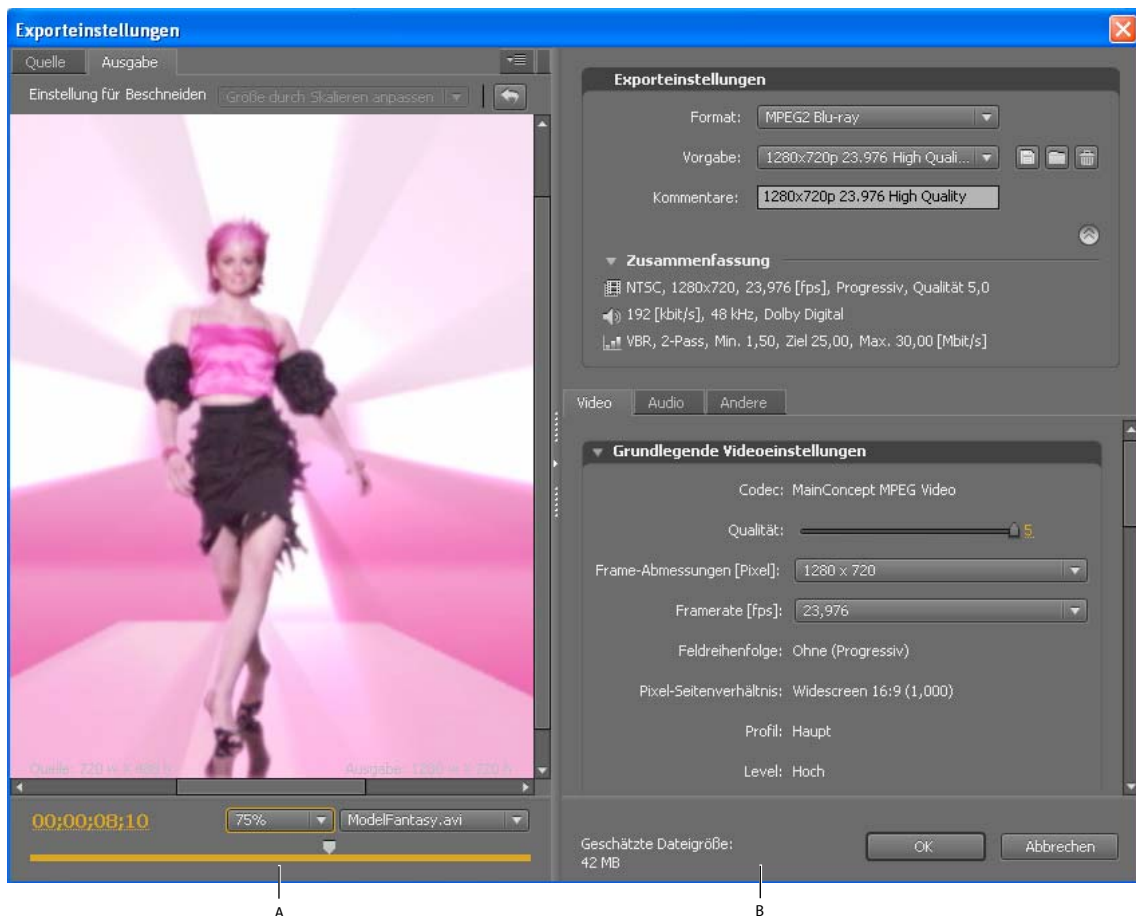 Exporteinstellungen
Quelle Ausgabe
Einstellung für Beschneiden Größe durch Skalieren anpassen
Quelle: 720
Ausgabe: 1280
00;00;08;10 75% ModelFantasy.avi
Exporteinstellungen
Format: MPEG2 Blu-ray
Vorgabe: 1280x720p 23.976 High Quali...
Kommentare: 1280x720p 23.976 High Quality
Zusammenfassung
NTSC, 1280x720, 23,976 [fps], Progressiv, Qualität 5,0
192 [kbit/s], 48 kHz, Dolby Digital
VBR, 2-Pass, Min. 1,50, Ziel 25,00, Max. 30,00 [Mbit/s]
Video Audio Andere
Grundlegende Videoeinstellungen
Codec: MainConcept MPEG Video
Qualität: 5
Frame-Abmessungen [Pixel]: 1280 x 720
Framerate [fps]: 23,976
Feldreihenfolge: Ohne (Progressiv)
Pixel-Seitenverhältnis: Widescreen 16:9 (1,000)
Profil: Haupt
Level: Hoch
Geschätzte Dateigröße:
42 MB
OK Abbrechen
A B